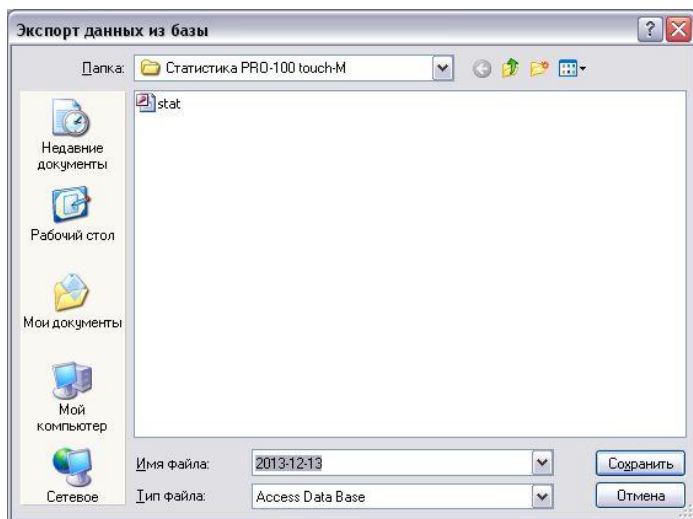 Экспорт данных из базы
Папка:
Статистика PRO-100 touch-M
stat
Недавние
документы
Рабочий стол
Мои документы
Мой
компьютер
Сетевое
Имя файла:
2013-12-13
Сохранить
Тип файла:
Access Data Base
Отмена